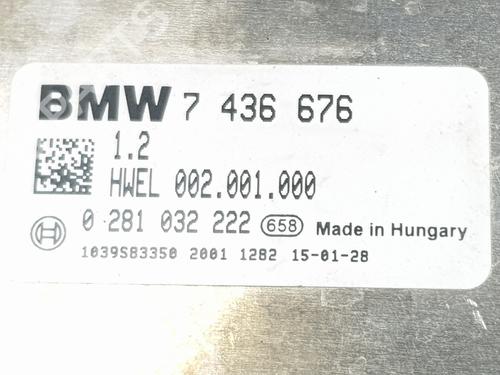 BMW 7 436 676
1.2
HWEL 002.001.000
0 281 032 222 658 Made in Hungary
1039S83350 2001 1282 15-01-28